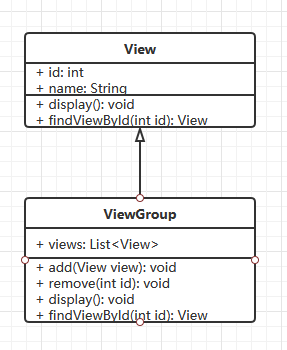 View
+ id: int
+ name: String
+ display(): void
+ findViewById(int id): View
ViewGroup
+ views: List<View>
+ add(View view): void
+ remove(int id): void
+ display(): void
+ findViewById(int id): View